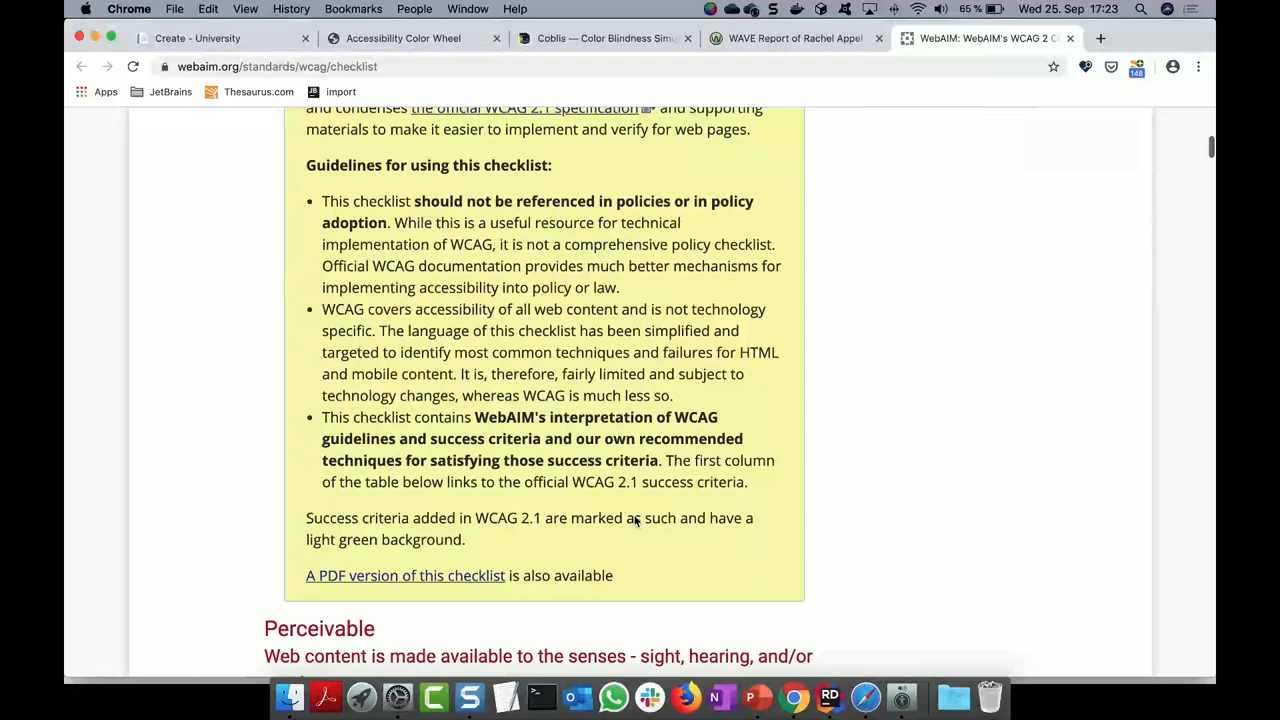 Chrome File Edit View History Bookmarks People Window Help 65 % Wed 25. Sep 17:23
Create - University
Accessibility Color Wheel
Coblis — Color Blindness Simu
WAVE Report of Rachel Appel
WebAIM: WebAIM's WCAG 2 C
webaim.org/standards/wcag/checklist
148
Apps JetBrains Thesaurus.com import
and condenses the official WCAG 2.1 specification and supporting
materials to make it easier to implement and verify for web pages.
Guidelines for using this checklist:
• This checklist should not be referenced in policies or in policy
adoption. While this is a useful resource for technical
implementation of WCAG, it is not a comprehensive policy checklist.
Official WCAG documentation provides much better mechanisms for
implementing accessibility into policy or law.
• WCAG covers accessibility of all web content and is not technology
specific. The language of this checklist has been simplified and
targeted to identify most common techniques and failures for HTML
and mobile content. It is, therefore, fairly limited and subject to
technology changes, whereas WCAG is much less so.
• This checklist contains WebAIM's interpretation of WCAG
guidelines and success criteria and our own recommended
techniques for satisfying those success criteria. The first column
of the table below links to the official WCAG 2.1 success criteria.
Success criteria added in WCAG 2.1 are marked as such and have a
light green background.
A PDF version of this checklist is also available
Perceivable
Web content is made available to the senses - sight, hearing, and/or